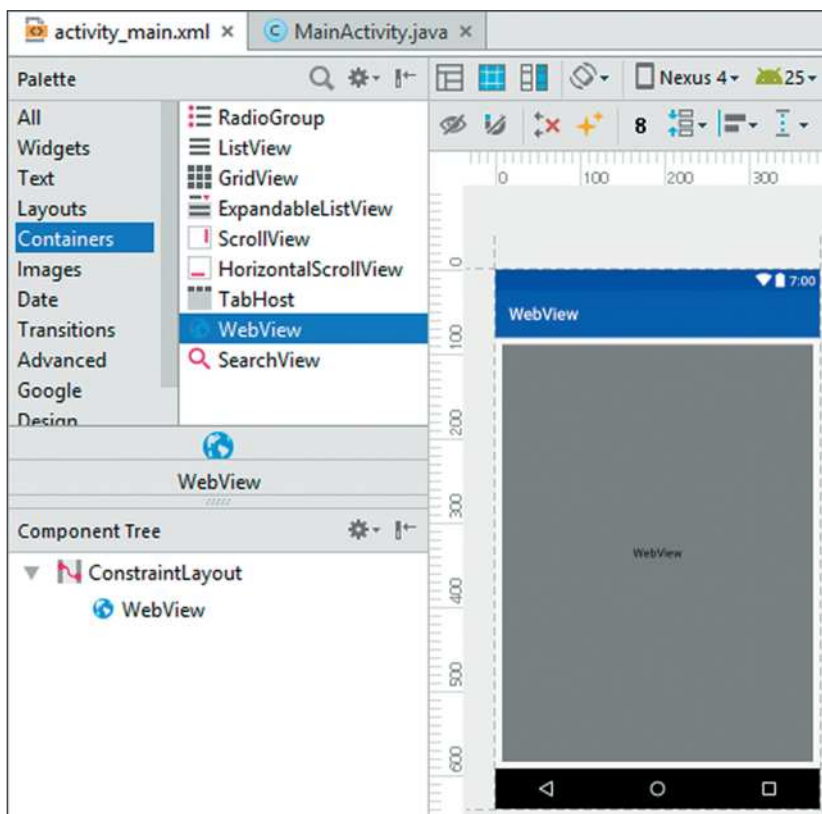 activity_main.xml ×
MainActivity.java ×
Palette
All
Widgets
Text
Layouts
Containers
Images
Date
Transitions
Advanced
Google
Design
RadioGroup
ListView
GridView
ExpandableListView
ScrollView
HorizontalScrollView
TabHost
WebView
SearchView
WebView
Component Tree
ConstraintLayout
WebView
Nexus 4
25
8
0 100 200 300
0
100
200
300
400
500
600
7:00
WebView
WebView